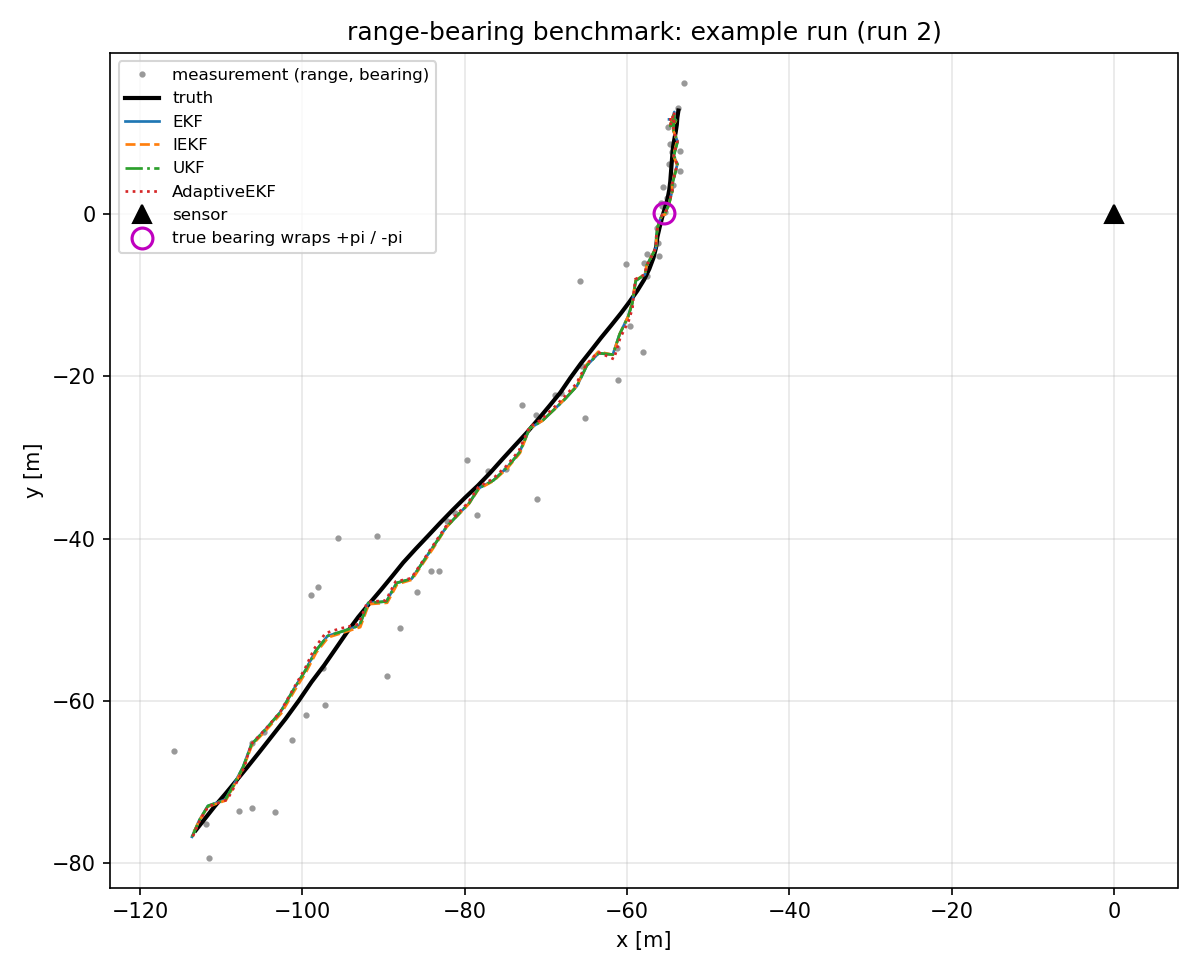 range-bearing benchmark: example run (run 2)
measurement (range, bearing)
truth
EKF
IEKF
UKF
AdaptiveEKF
sensor
true bearing wraps +pi / -pi
y [m]
0
−20
−40
−60
−80
−120
−100
−80
−60
−40
−20
0
x [m]